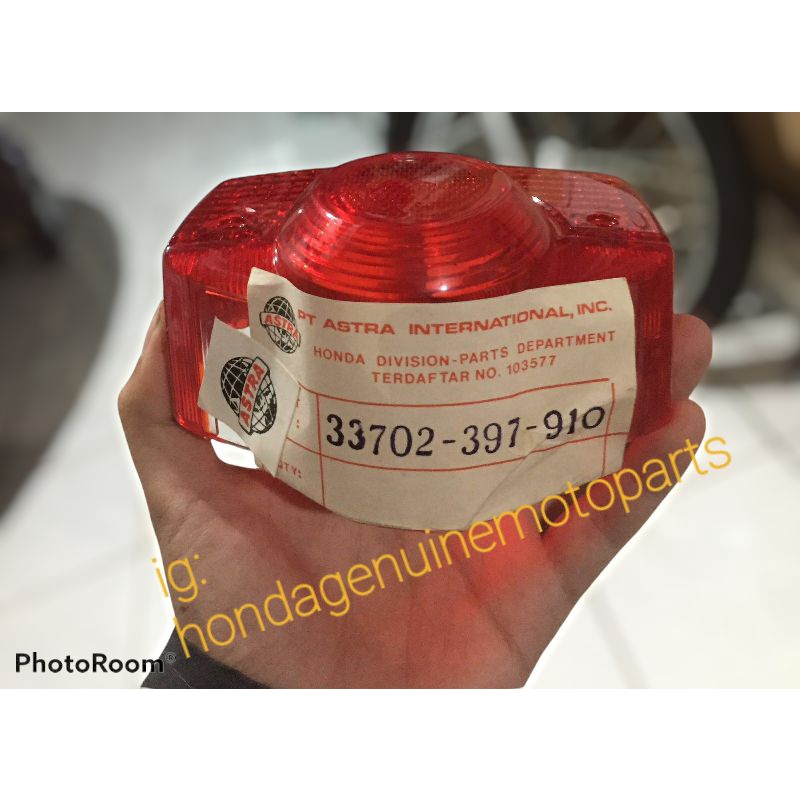 ASTRA
PT ASTRA INTERNATIONAL, INC.
HONDA DIVISION-PARTS DEPARTMENT
TERDAFTAR NO. 103577
ASTRA
33702-397-910
TY:
ig:
hondagenuinemotoparts
PhotoRoom®